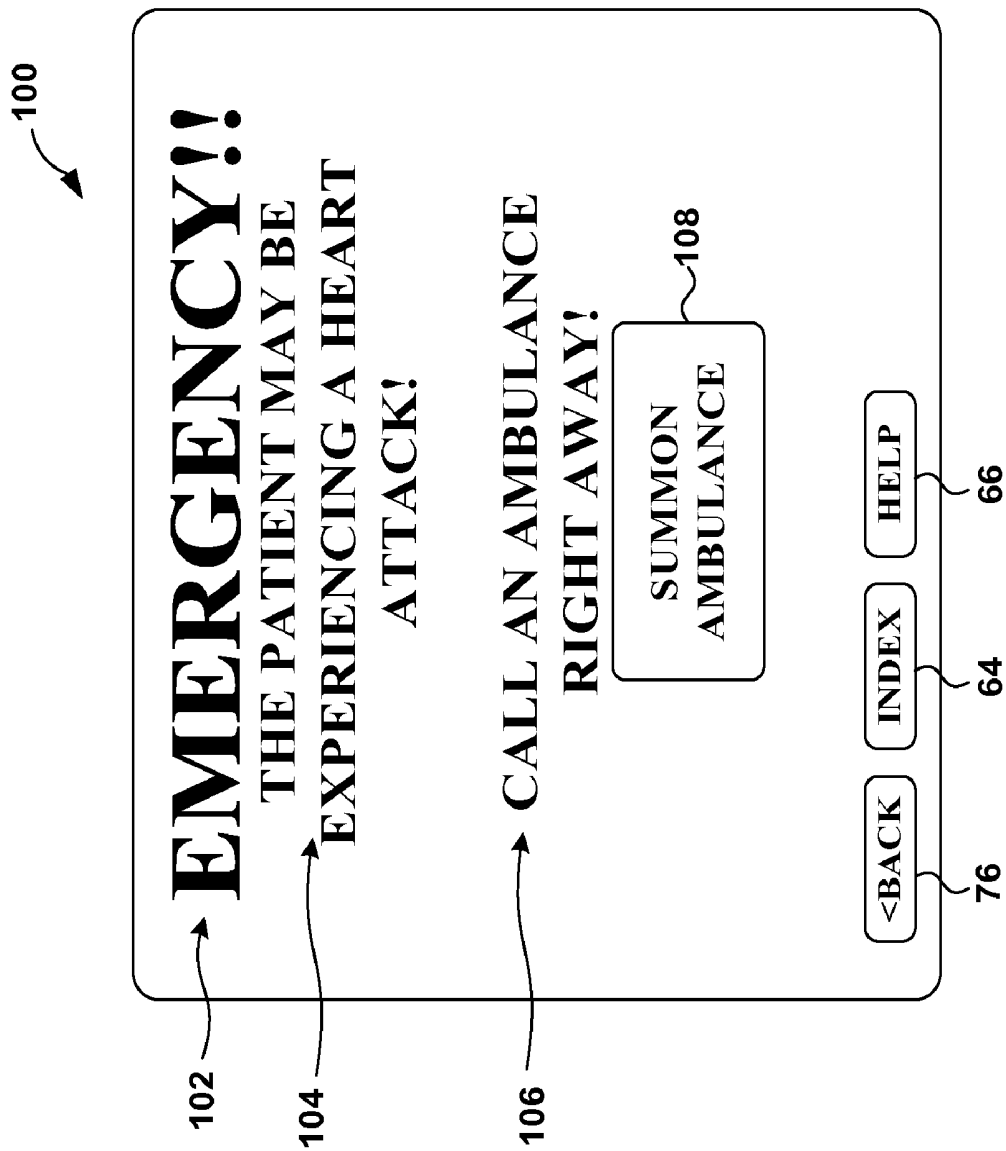 100
102
EMERGENCY!!
104
THE PATIENT MAY BE
EXPERIENCING A HEART
ATTACK!
106
CALL AN AMBULANCE
RIGHT AWAY!
SUMMON
AMBULANCE
108
<BACK
INDEX
HELP
76
64
66